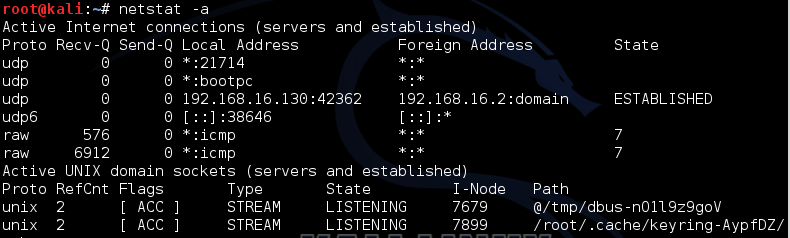 root@kali:~# netstat -a
Active Internet connections (servers and established)
Proto Recv-Q Send-Q Local Address           Foreign Address         State
udp        0      0 *:21714                 *:*
udp        0      0 *:bootpc                *:*
udp        0      0 192.168.16.130:42362    192.168.16.2:domain     ESTABLISHED
udp6       0      0 [::]:38646              [::]:*
raw      576      0 *:icmp                  *:*                     7
raw     6912      0 *:icmp                  *:*                     7
Active UNIX domain sockets (servers and established)
Proto RefCnt Flags       Type       State         I-Node   Path
unix  2      [ ACC ]     STREAM     LISTENING     7679     @/tmp/dbus-nO1l9z9goV
unix  2      [ ACC ]     STREAM     LISTENING     7899     /root/.cache/keyring-AypfDZ/